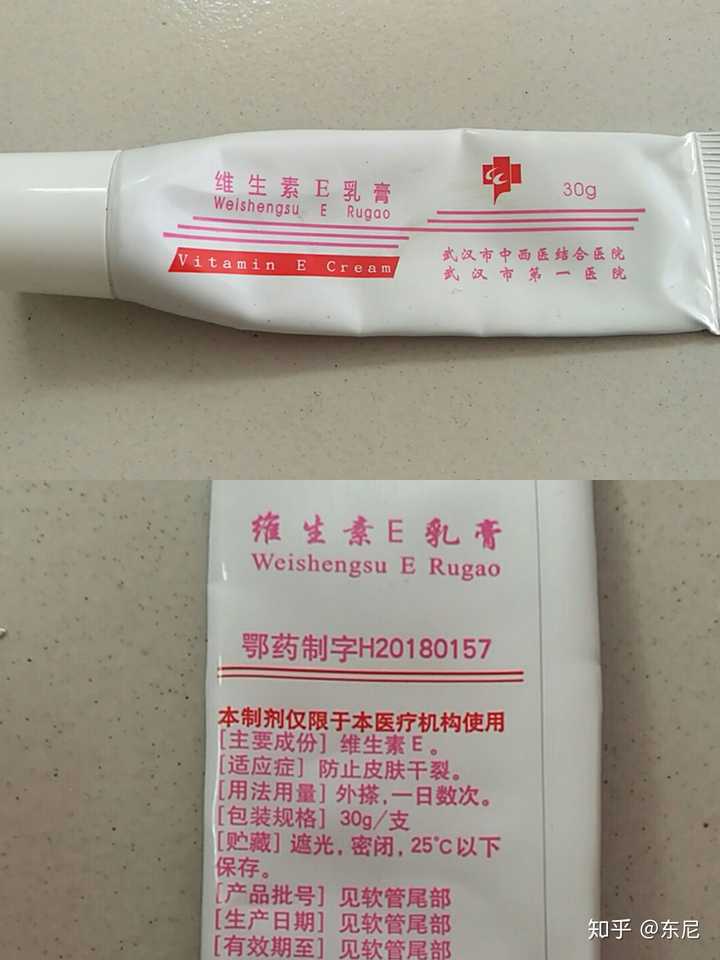 维生素E乳膏
Weishengsu E Rugao
Vitamin E Cream
30g
武汉市中西医结合医院
武汉市第一医院
维生素E乳膏
Weishengsu E Rugao
鄂药制字H20180157
本制剂仅限于本医疗机构使用
[主要成份] 维生素E。
[适应症] 防止皮肤干裂。
[用法用量] 外搽,一日数次。
[包装规格] 30g/支
[贮藏] 遮光,密闭,25℃以下
保存。
[产品批号] 见软管尾部
[生产日期] 见软管尾部
[有效期至] 见软管尾部
知乎 @东尼